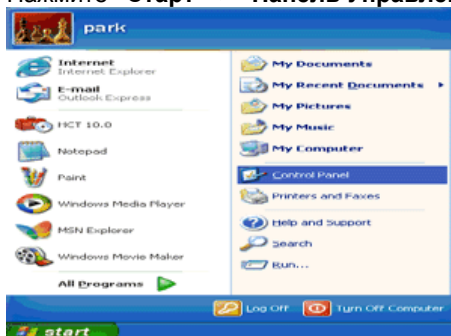 Нажмите "Старт" "Панель Управле
park
Internet
Internet Explorer
E-mail
Outlook Express
HCT 10.0
Notepad
Paint
Windows Media Player
MSN Explorer
Windows Movie Maker
All Programs
My Documents
My Recent Documents
My Pictures
My Music
My Computer
Control Panel
Printers and Faxes
Help and Support
Search
Run...
Log Off
Turn Off Computer
start